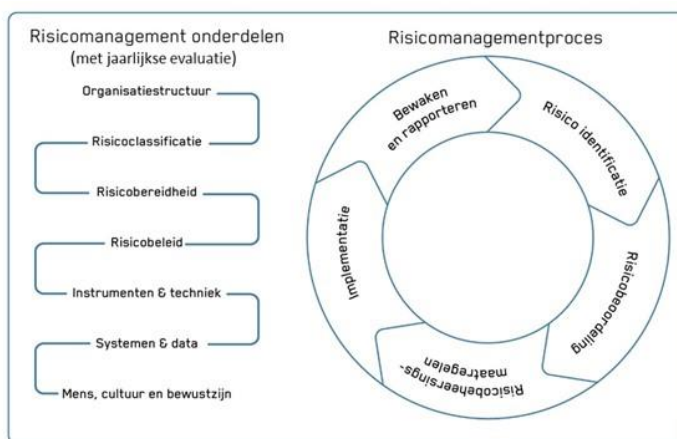 Risicomanagement onderdelen
(met jaarlijkse evaluatie)
Organisatiestructuur
Risicoclassificatie
Risicobereidheid
Risicobeleid
Instrumenten & techniek
Systemen & data
Mens, cultuur en bewustzijn
Risicomanagementproces
Bewaken
en rapporteren
Risico identificatie
Risicobeoordeling
Risicobeheersings-
maatregelen
Implementatie